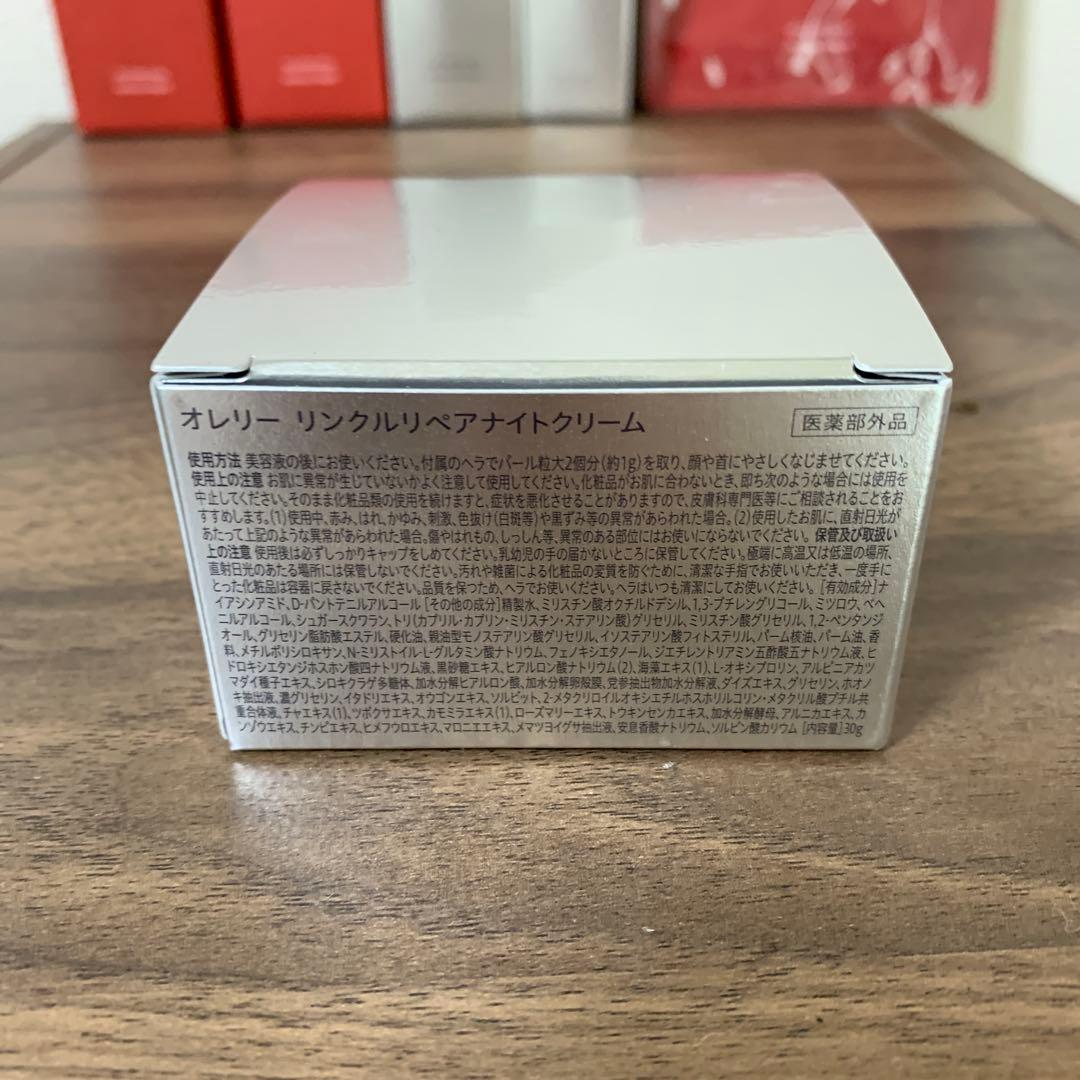 オレリー リンクルリペアナイトクリーム
医薬部外品
使用方法 美容液の後にお使いください。付属のヘラでパール粒大2個分(約1g)を取り、顔や首にやさしくなじませてください。
使用上の注意 お肌に異常が生じていないかよく注意して使用してください。化粧品がお肌に合わないとき、即ち次のような場合には使用を
中止してください。そのまま化粧品類の使用を続けますと、症状を悪化させることがありますので、皮膚科専門医等にご相談されることをお
すすめします。(1)使用中、赤み、はれ、かゆみ、刺激、色抜け(白斑等)や黒ずみ等の異常があらわれた場合。(2)使用したお肌に、直射日光が
あたって上記のような異常があらわれた場合。傷やはれもの、しっしん等、異常のある部位にはお使いにならないでください。 保管及び取扱い
上の注意 使用後は必ずしっかりキャップをしめてください。乳幼児の手の届かないところに保管してください。極端に高温又は低温の場所、
直射日光のあたる場所には保管しないでください。汚れや雑菌による化粧品の変質を防ぐために、清潔な手指でお使いいただき、一度手に
とった化粧品は容器に戻さないでください。品質を保つため、ヘラでお使いください。ヘラはいつも清潔にしてお使いください。 [有効成分]ナ
イアシンアミド、D-パントテニルアルコール [その他の成分]精製水、ミリスチン酸オクチルドデシル、1,3-ブチレングリコール、ミツロウ、ベヘ
ニルアルコール、シュガースクワラン、トリ(カプリル・カプリン・ミリスチン・ステアリン酸)グリセリル、ミリスチン酸グリセリル、1,2-ペンタンジ
オール、グリセリン脂肪酸エステル、硬化油、親油型モノステアリン酸グリセリル、イソステアリン酸フィトステリル、パーム核油、パーム油、香
料、メチルポリシロキサン、N-ミリストイル-L-グルタミン酸ナトリウム、フェノキシエタノール、ジエチレントリアミン五酢酸五ナトリウム液、ヒ
ドロキシエタンジホスホン酸四ナトリウム液、黒砂糖エキス、ヒアルロン酸ナトリウム(2)、海藻エキス(1)、L-オキシプロリン、アルピニアカツ
マダイ種子エキス、シロキクラゲ多糖体、加水分解ヒアルロン酸、加水分解卵殻膜、党参抽出物加水分解液、ダイズエキス、グリセリン、ホオノ
キ抽出液、濃グリセリン、イタドリエキス、オウゴンエキス、ソルビット、2-メタクリロイルオキシエチルホスホリルコリン・メタクリル酸ブチル共
重合体液、チャエキス(1)、ツボクサエキス、カモミラエキス(1)、ローズマリーエキス、トウキンセンカエキス、加水分解酵母、アルニカエキス、カ
ンゾウエキス、チンピエキス、ヒメフウロエキス、マロニエエキス、メマツヨイグサ抽出液、安息香酸ナトリウム、ソルビン酸カリウム [内容量]30g